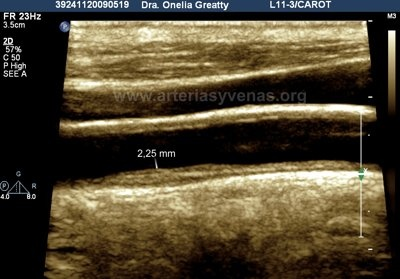 39241120090519 Dra. Onelia Greatty L11-3/CAROT
FR 23Hz
3.5cm
M3
2D
57%
C 50
P High
SEE A
www.arteriasyvenas.org
2,25 mm
P
G
R
4.0 8.0